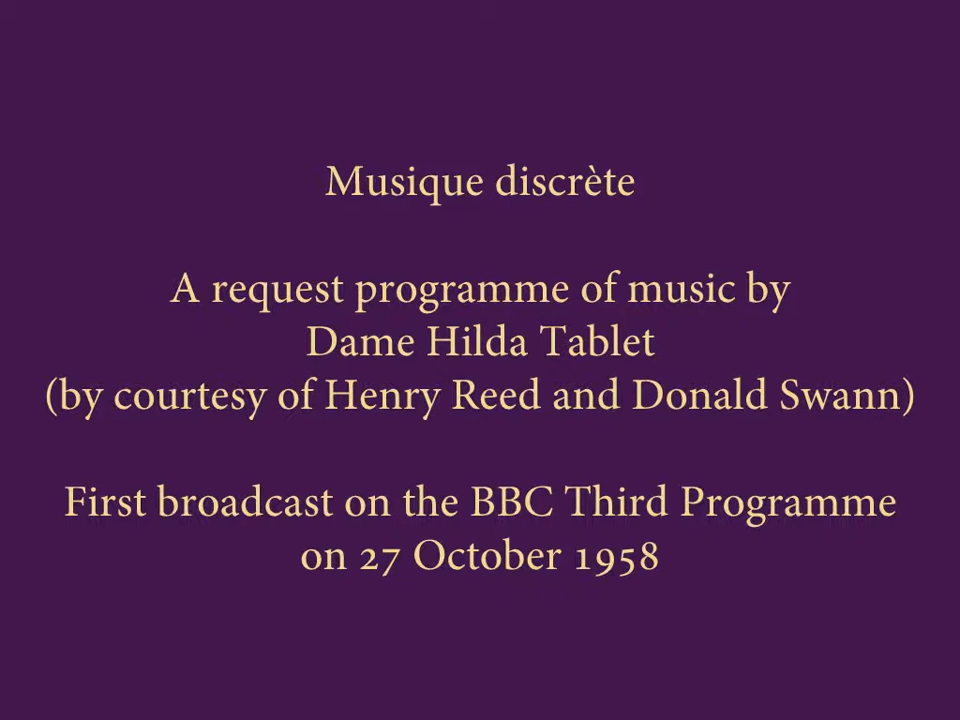 Musique discrète
A request programme of music by
Dame Hilda Tablet
(by courtesy of Henry Reed and Donald Swann)
First broadcast on the BBC Third Programme
on 27 October 1958